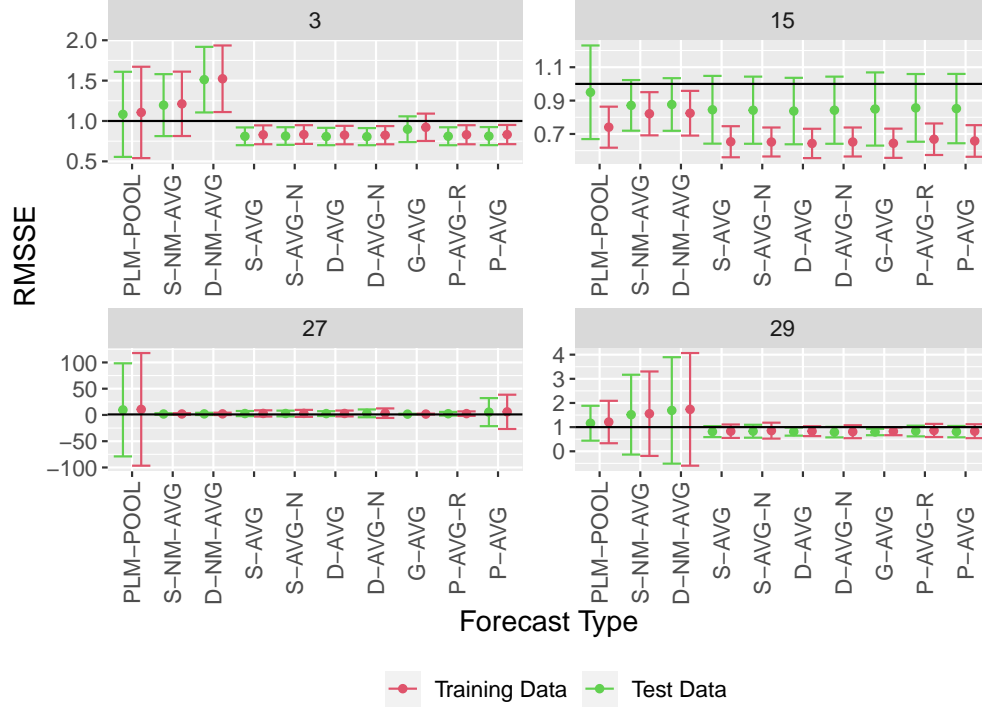 3
15
2.0
1.5
1.0
0.5
1.1
0.9
0.7
PLM−POOL
S−NM−AVG
D−NM−AVG
S−AVG
S−AVG−N
D−AVG
D−AVG−N
G−AVG
P−AVG−R
P−AVG
PLM−POOL
S−NM−AVG
D−NM−AVG
S−AVG
S−AVG−N
D−AVG
D−AVG−N
G−AVG
P−AVG−R
P−AVG
RMSSE
27
29
100
50
0
−50
−100
4
3
2
1
0
PLM−POOL
S−NM−AVG
D−NM−AVG
S−AVG
S−AVG−N
D−AVG
D−AVG−N
G−AVG
P−AVG−R
P−AVG
PLM−POOL
S−NM−AVG
D−NM−AVG
S−AVG
S−AVG−N
D−AVG
D−AVG−N
G−AVG
P−AVG−R
P−AVG
Forecast Type
Training Data Test Data